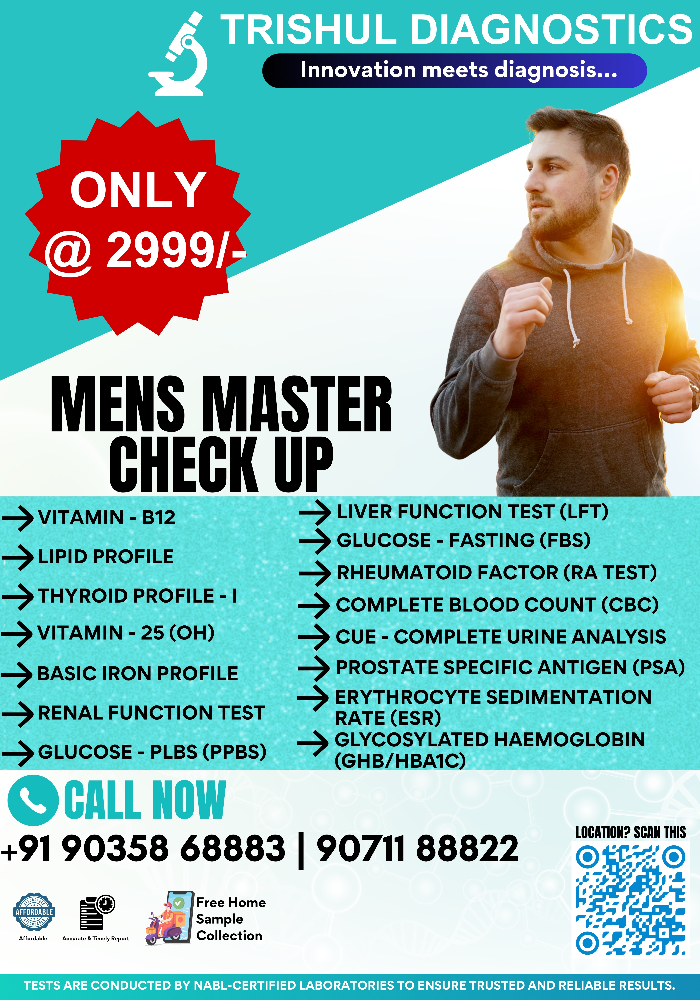 TRISHUL DIAGNOSTICS
Innovation meets diagnosis...
ONLY
@ 2999/-
MENS MASTER
CHECK UP
VITAMIN - B12
LIPID PROFILE
THYROID PROFILE - I
VITAMIN - 25 (OH)
BASIC IRON PROFILE
RENAL FUNCTION TEST
GLUCOSE - PLBS (PPBS)
LIVER FUNCTION TEST (LFT)
GLUCOSE - FASTING (FBS)
RHEUMATOID FACTOR (RA TEST)
COMPLETE BLOOD COUNT (CBC)
CUE - COMPLETE URINE ANALYSIS
PROSTATE SPECIFIC ANTIGEN (PSA)
ERYTHROCYTE SEDIMENTATION
RATE (ESR)
GLYCOSYLATED HAEMOGLOBIN
(GHB/HBA1C)
CALL NOW
+91 90358 68883 | 90711 88822
LOCATION? SCAN THIS
AFFORDABLE
Affordable
Accurate & Timely Report
Free Home
Sample
Collection
TESTS ARE CONDUCTED BY NABL-CERTIFIED LABORATORIES TO ENSURE TRUSTED AND RELIABLE RESULTS.